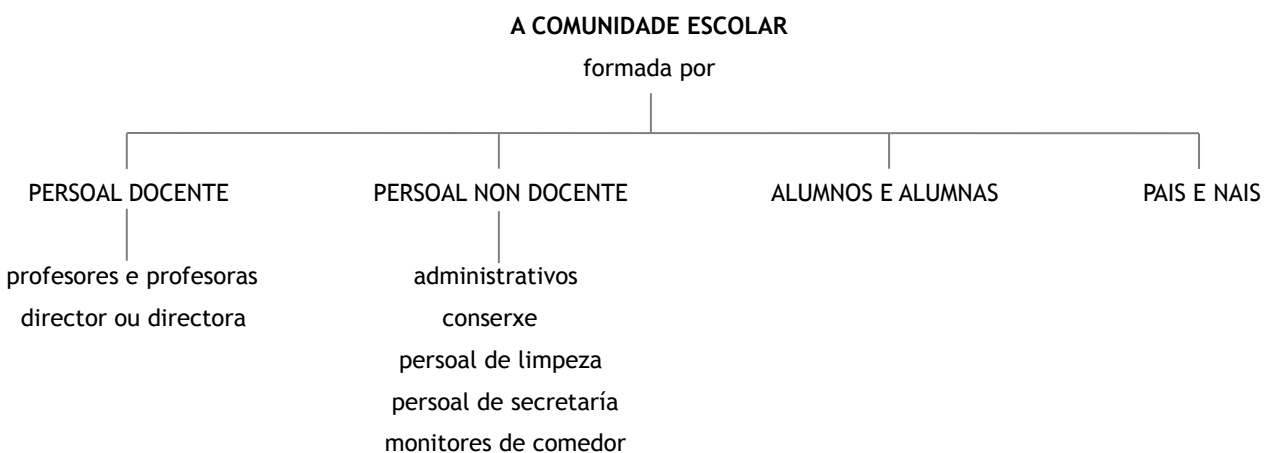 A COMUNIDADE ESCOLAR
formada por
PERSOAL DOCENTE
PERSOAL NON DOCENTE
ALUMNOS E ALUMNAS
PAIS E NAIS
profesores e profesoras
director ou directora
administrativos
conserxe
persoal de limpeza
persoal de secretaría
monitores de comedor